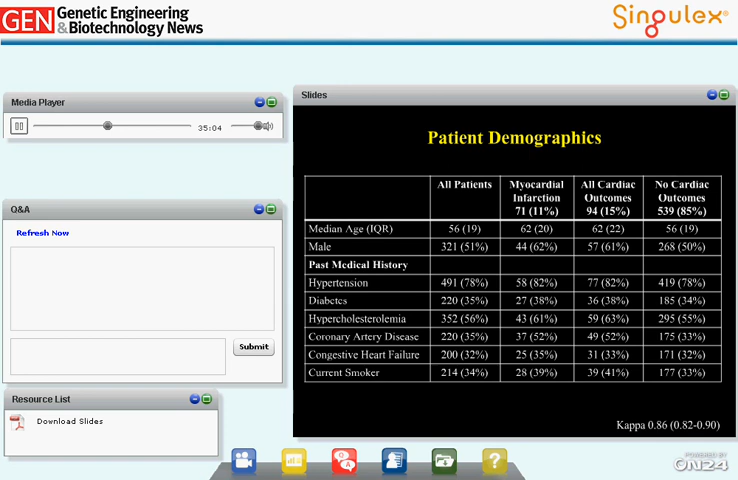 GEN Genetic Engineering
& Biotechnology News
Singulex®
Media Player
35:04
Q&A
Refresh Now
Submit
Resource List
Download Slides
Slides
Patient Demographics
All Patients Myocardial Infarction 71 (11%) All Cardiac Outcomes 94 (15%) No Cardiac Outcomes 539 (85%)
Median Age (IQR) 56 (19) 62 (20) 62 (22) 56 (19)
Male 321 (51%) 44 (62%) 57 (61%) 268 (50%)
Past Medical History
Hypertension 491 (78%) 58 (82%) 77 (82%) 419 (78%)
Diabetes 220 (35%) 27 (38%) 36 (38%) 185 (34%)
Hypercholesterolemia 352 (56%) 43 (61%) 59 (63%) 295 (55%)
Coronary Artery Disease 220 (35%) 37 (52%) 49 (52%) 175 (33%)
Congestive Heart Failure 200 (32%) 25 (35%) 31 (33%) 171 (32%)
Current Smoker 214 (34%) 28 (39%) 39 (41%) 177 (33%)
Kappa 0.86 (0.82-0.90)
Q
A
?
POWERED BY
ON24